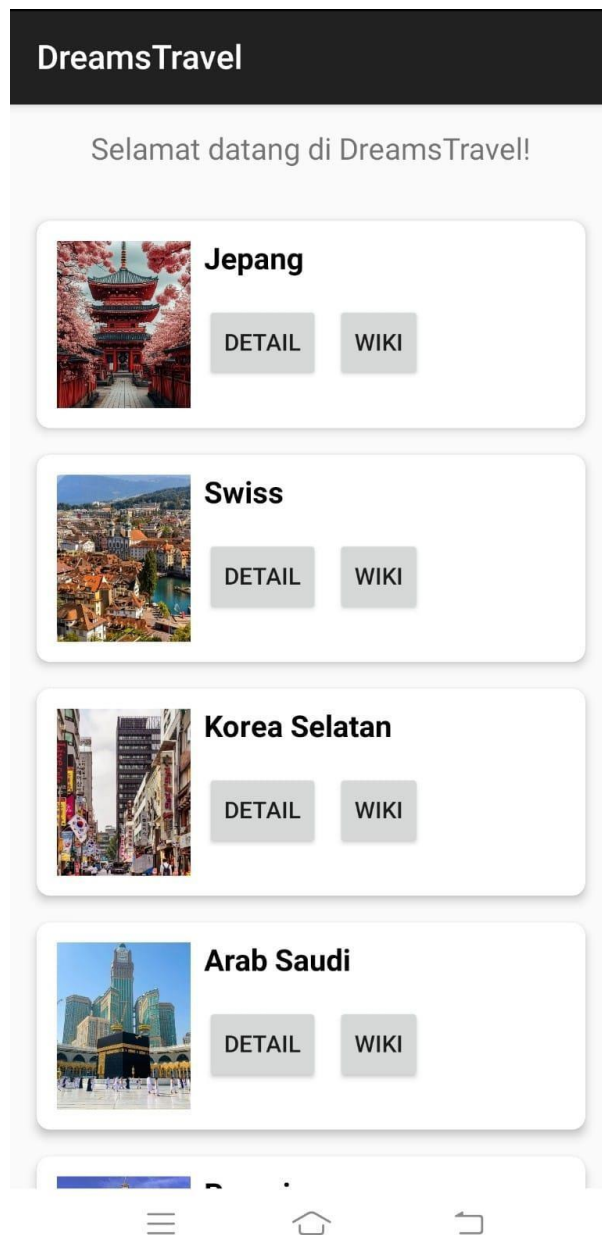 DreamsTravel
Selamat datang di DreamsTravel!
Jepang
DETAIL WIKI
Swiss
DETAIL WIKI
Korea Selatan
DETAIL WIKI
Arab Saudi
DETAIL WIKI